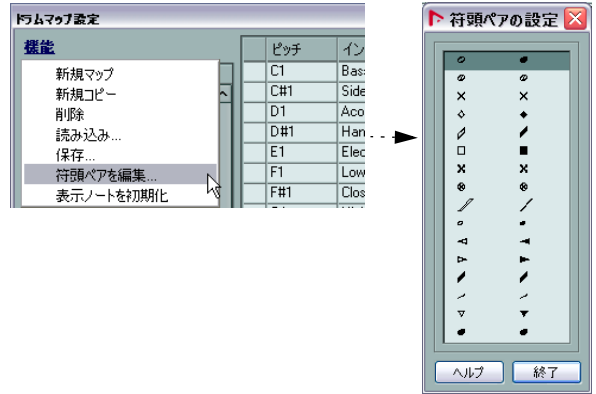 ドラムマップ設定
機能
新規マップ
新規コピー
削除
読み込み...
保存...
符頭ペアを編集...
表示ノートを初期化
ピッチ イン
C1 Bas
C#1 Side
D1 Aco
D#1 Han
E1 Elec
F1 Low
F#1 Clos
符頭ペアの設定
ヘルプ 終了